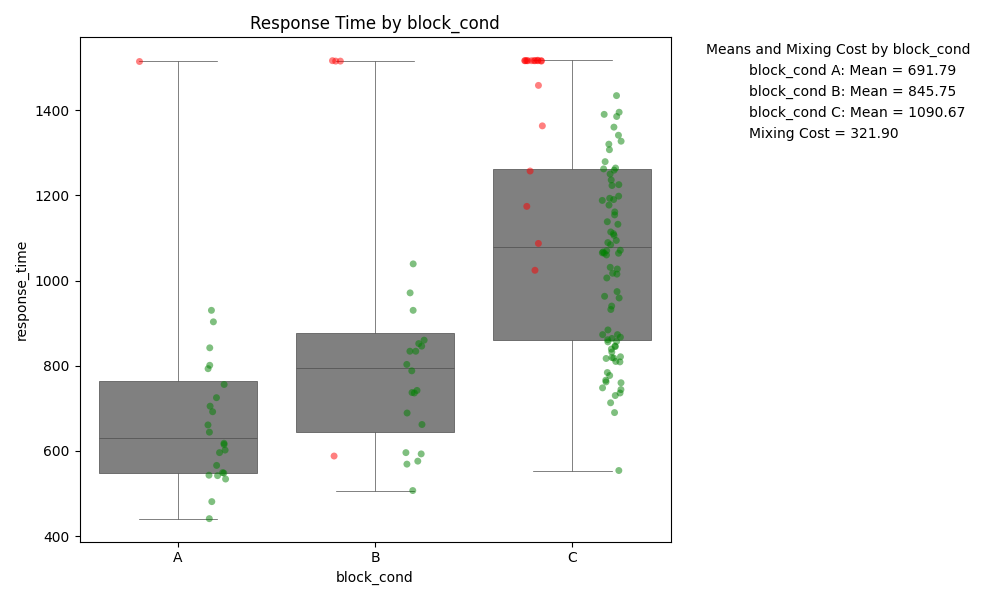 Response Time by block_cond
Means and Mixing Cost by block_cond
block_cond A: Mean = 691.79
block_cond B: Mean = 845.75
block_cond C: Mean = 1090.67
Mixing Cost = 321.90
response_time
1400
1200
1000
800
600
400
A
B
C
block_cond